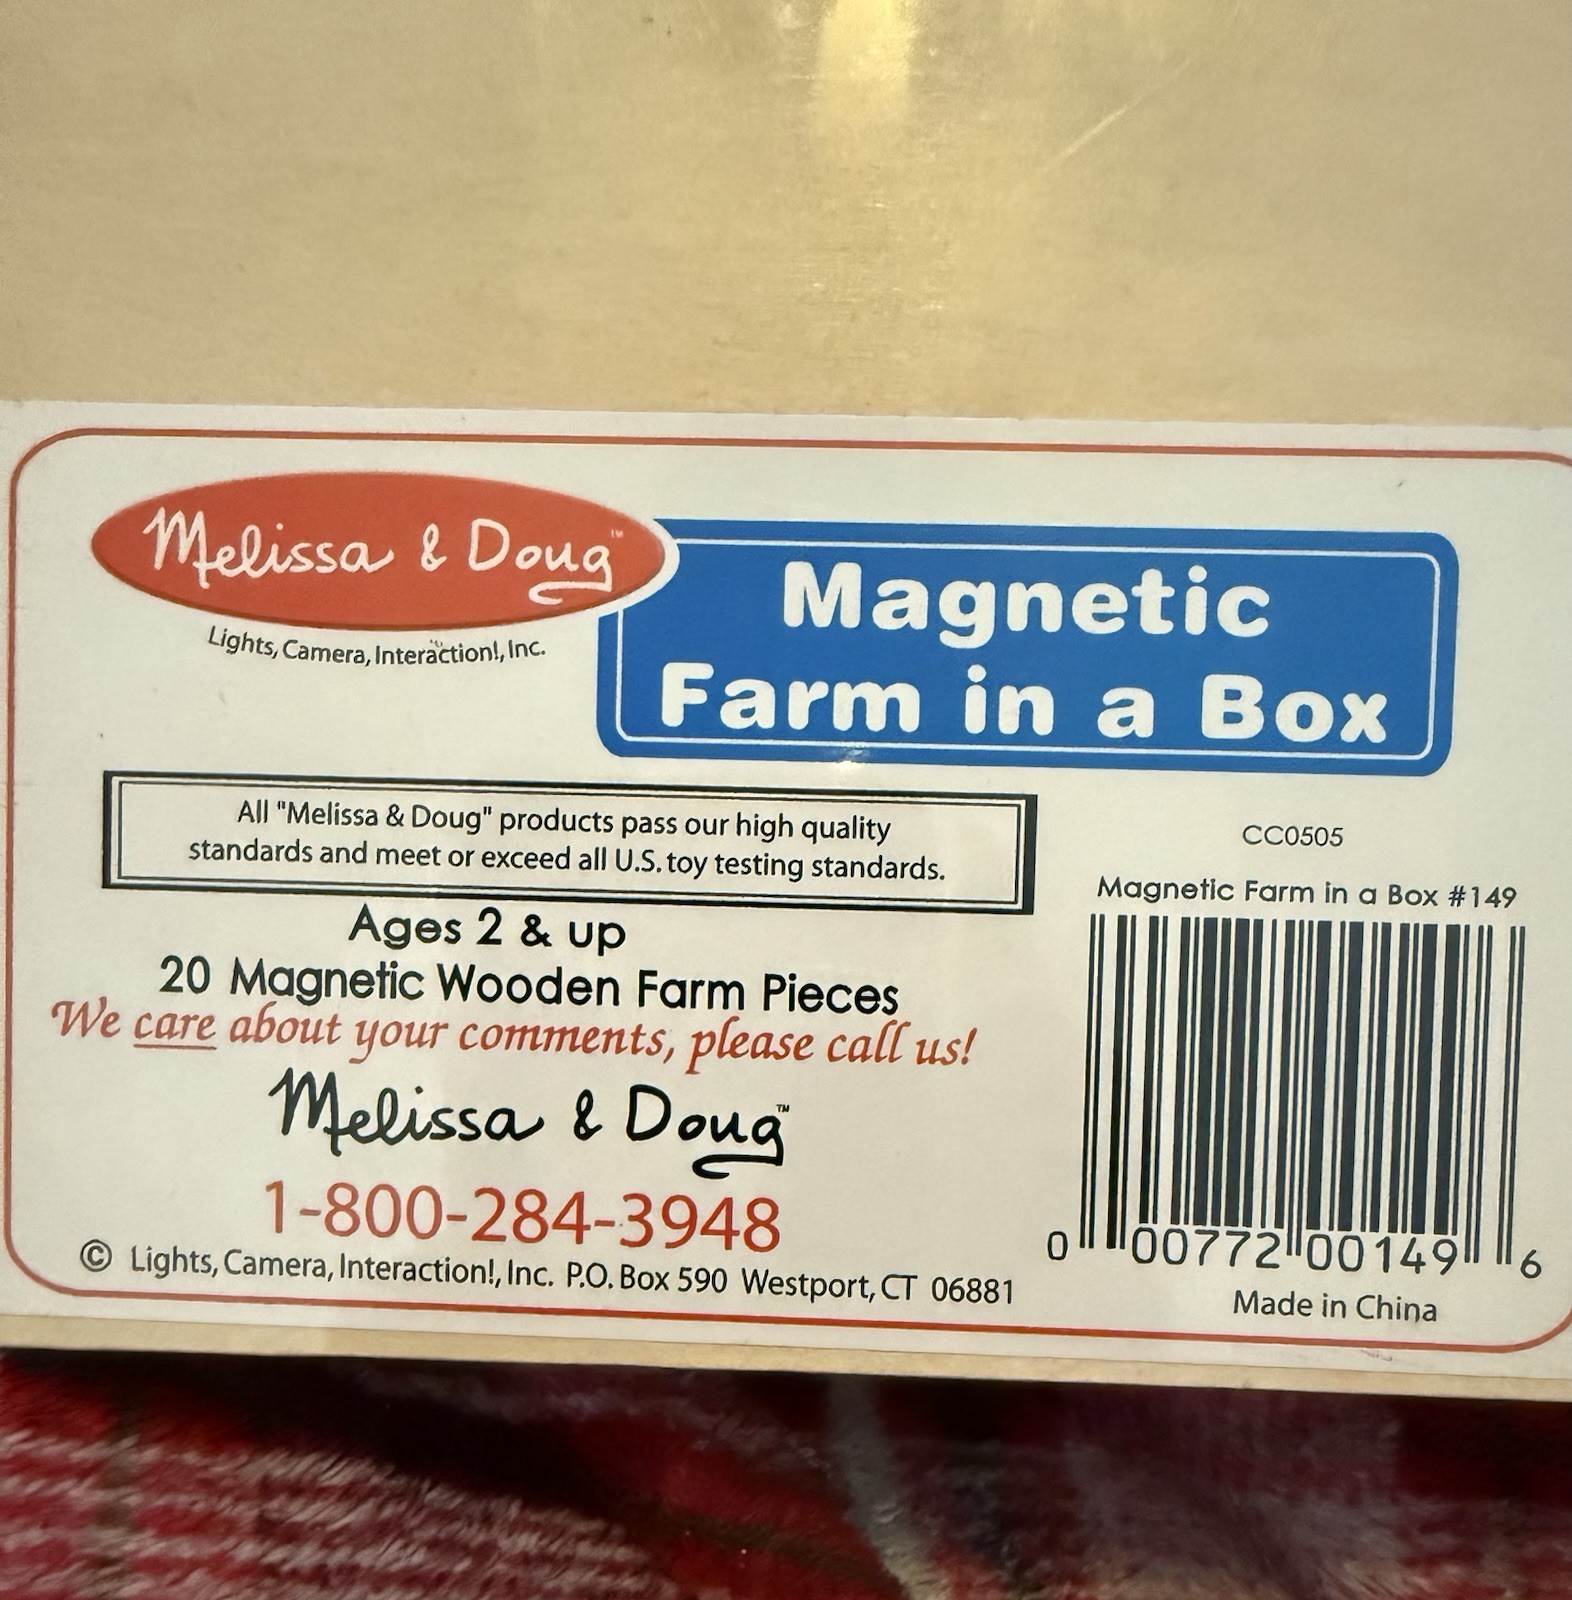 Melissa & Doug™
Lights, Camera, Interaction!, Inc.
Magnetic
Farm in a Box
All "Melissa & Doug" products pass our high quality
standards and meet or exceed all U.S. toy testing standards.
Ages 2 & up
20 Magnetic Wooden Farm Pieces
We care about your comments, please call us!
Melissa & Doug™
1-800-284-3948
© Lights, Camera, Interaction!, Inc. P.O. Box 590 Westport, CT 06881
CC0505
Magnetic Farm in a Box #149
0 00772 00149 6
Made in China